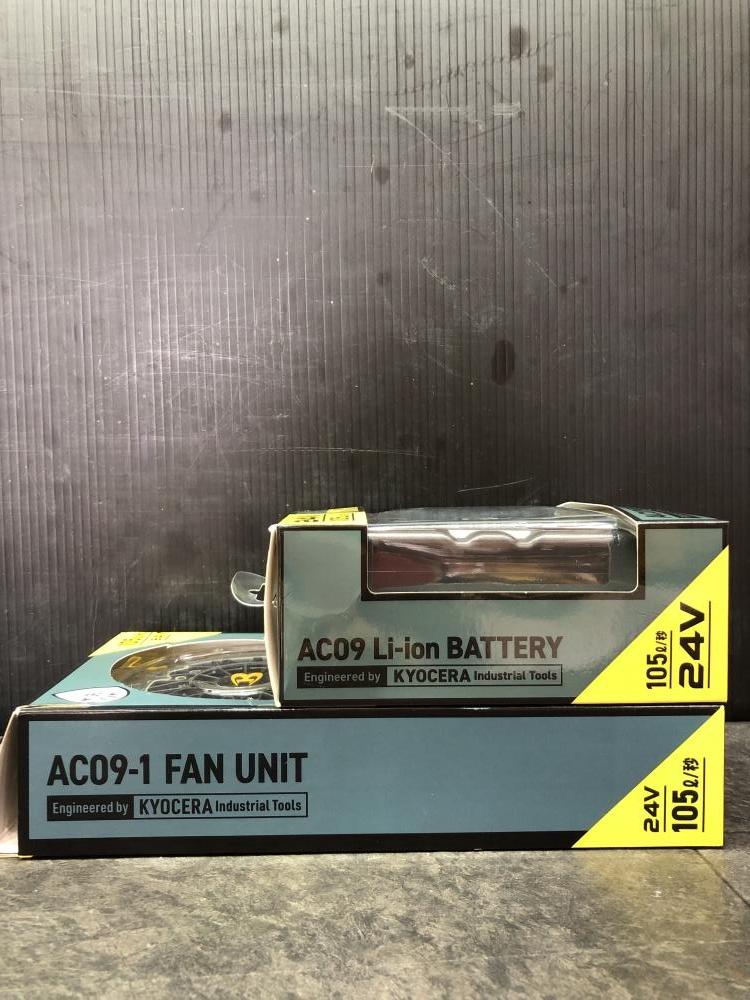 AC09 Li-ion BATTERY
Engineered by KYOCERA Industrial Tools
105ℓ/秒
24V
AC09-1 FAN UNIT
Engineered by KYOCERA Industrial Tools
24V
105ℓ/秒